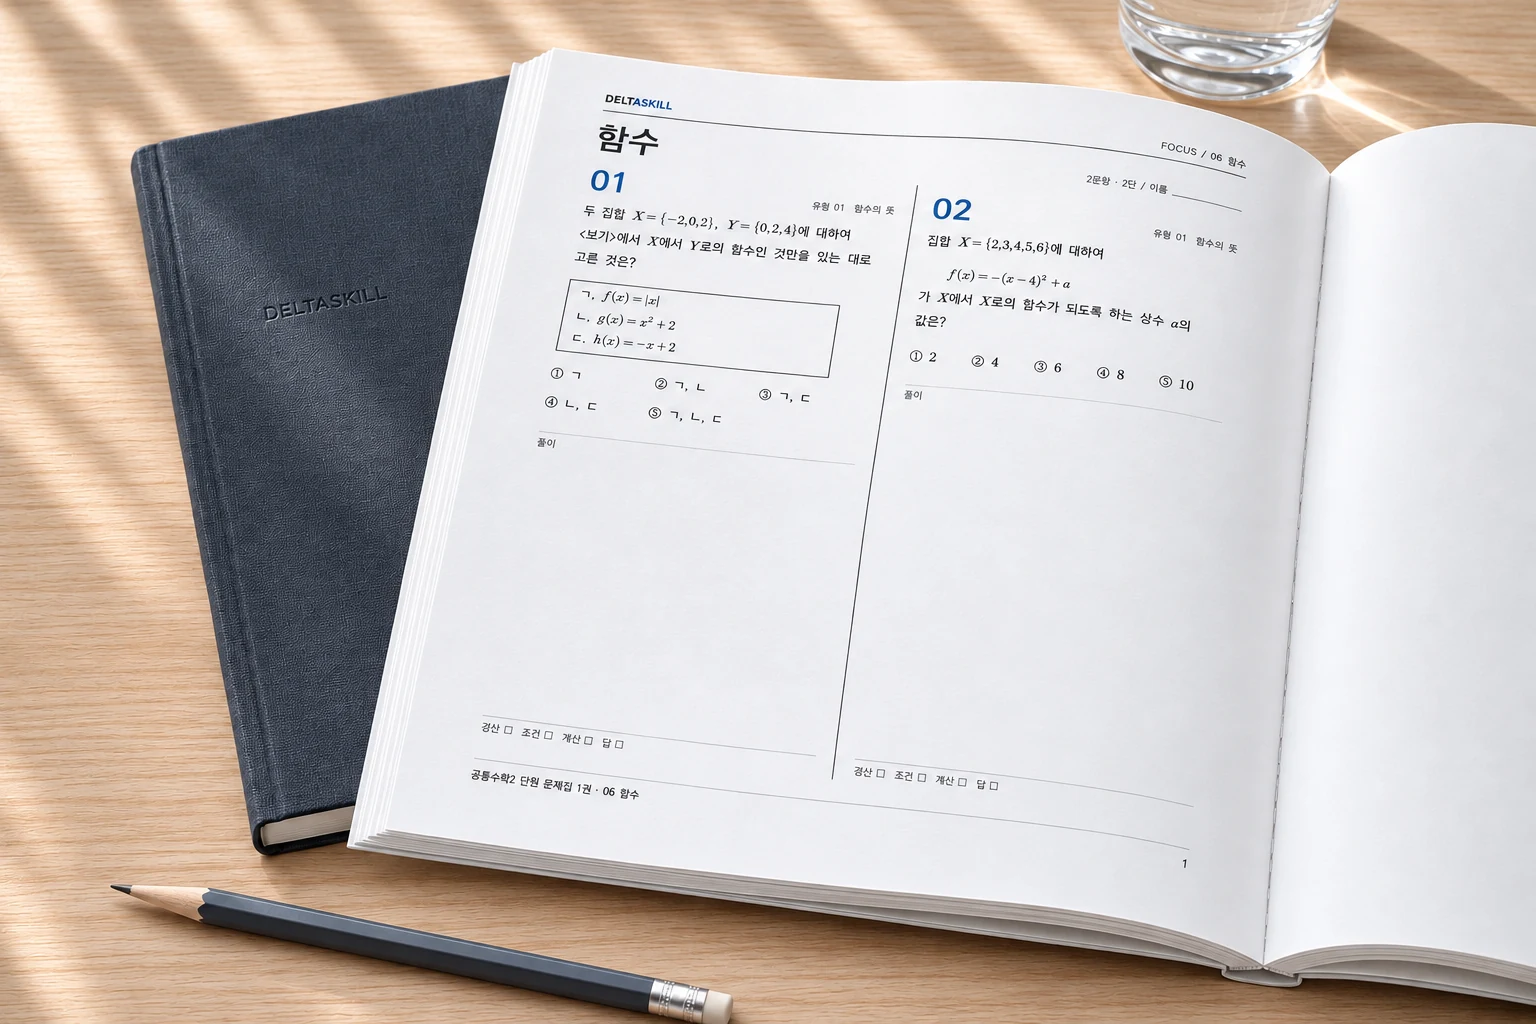 DELTASKILL
DELTASKILL
함수
FOCUS / 06 함수
2문항 · 2단 / 이름
01
유형 01 함수의 뜻
두 집합 X={−2,0,2}, Y={0,2,4}에 대하여
<보기>에서 X에서 Y로의 함수인 것만을 있는 대로
고른 것은?
ㄱ. f(x)=|x|
ㄴ. g(x)=x²+2
ㄷ. h(x)=−x+2
① ㄱ ② ㄱ, ㄴ ③ ㄱ, ㄷ
④ ㄴ, ㄷ ⑤ ㄱ, ㄴ, ㄷ
풀이
경산 □ 조건 □ 계산 □ 답 □
02
유형 01 함수의 뜻
집합 X={2,3,4,5,6}에 대하여
f(x)=−(x−4)²+a
가 X에서 X로의 함수가 되도록 하는 상수 a의
값은?
① 2 ② 4 ③ 6 ④ 8 ⑤ 10
풀이
경산 □ 조건 □ 계산 □ 답 □
공통수학2 단원 문제집 1권 · 06 함수
1